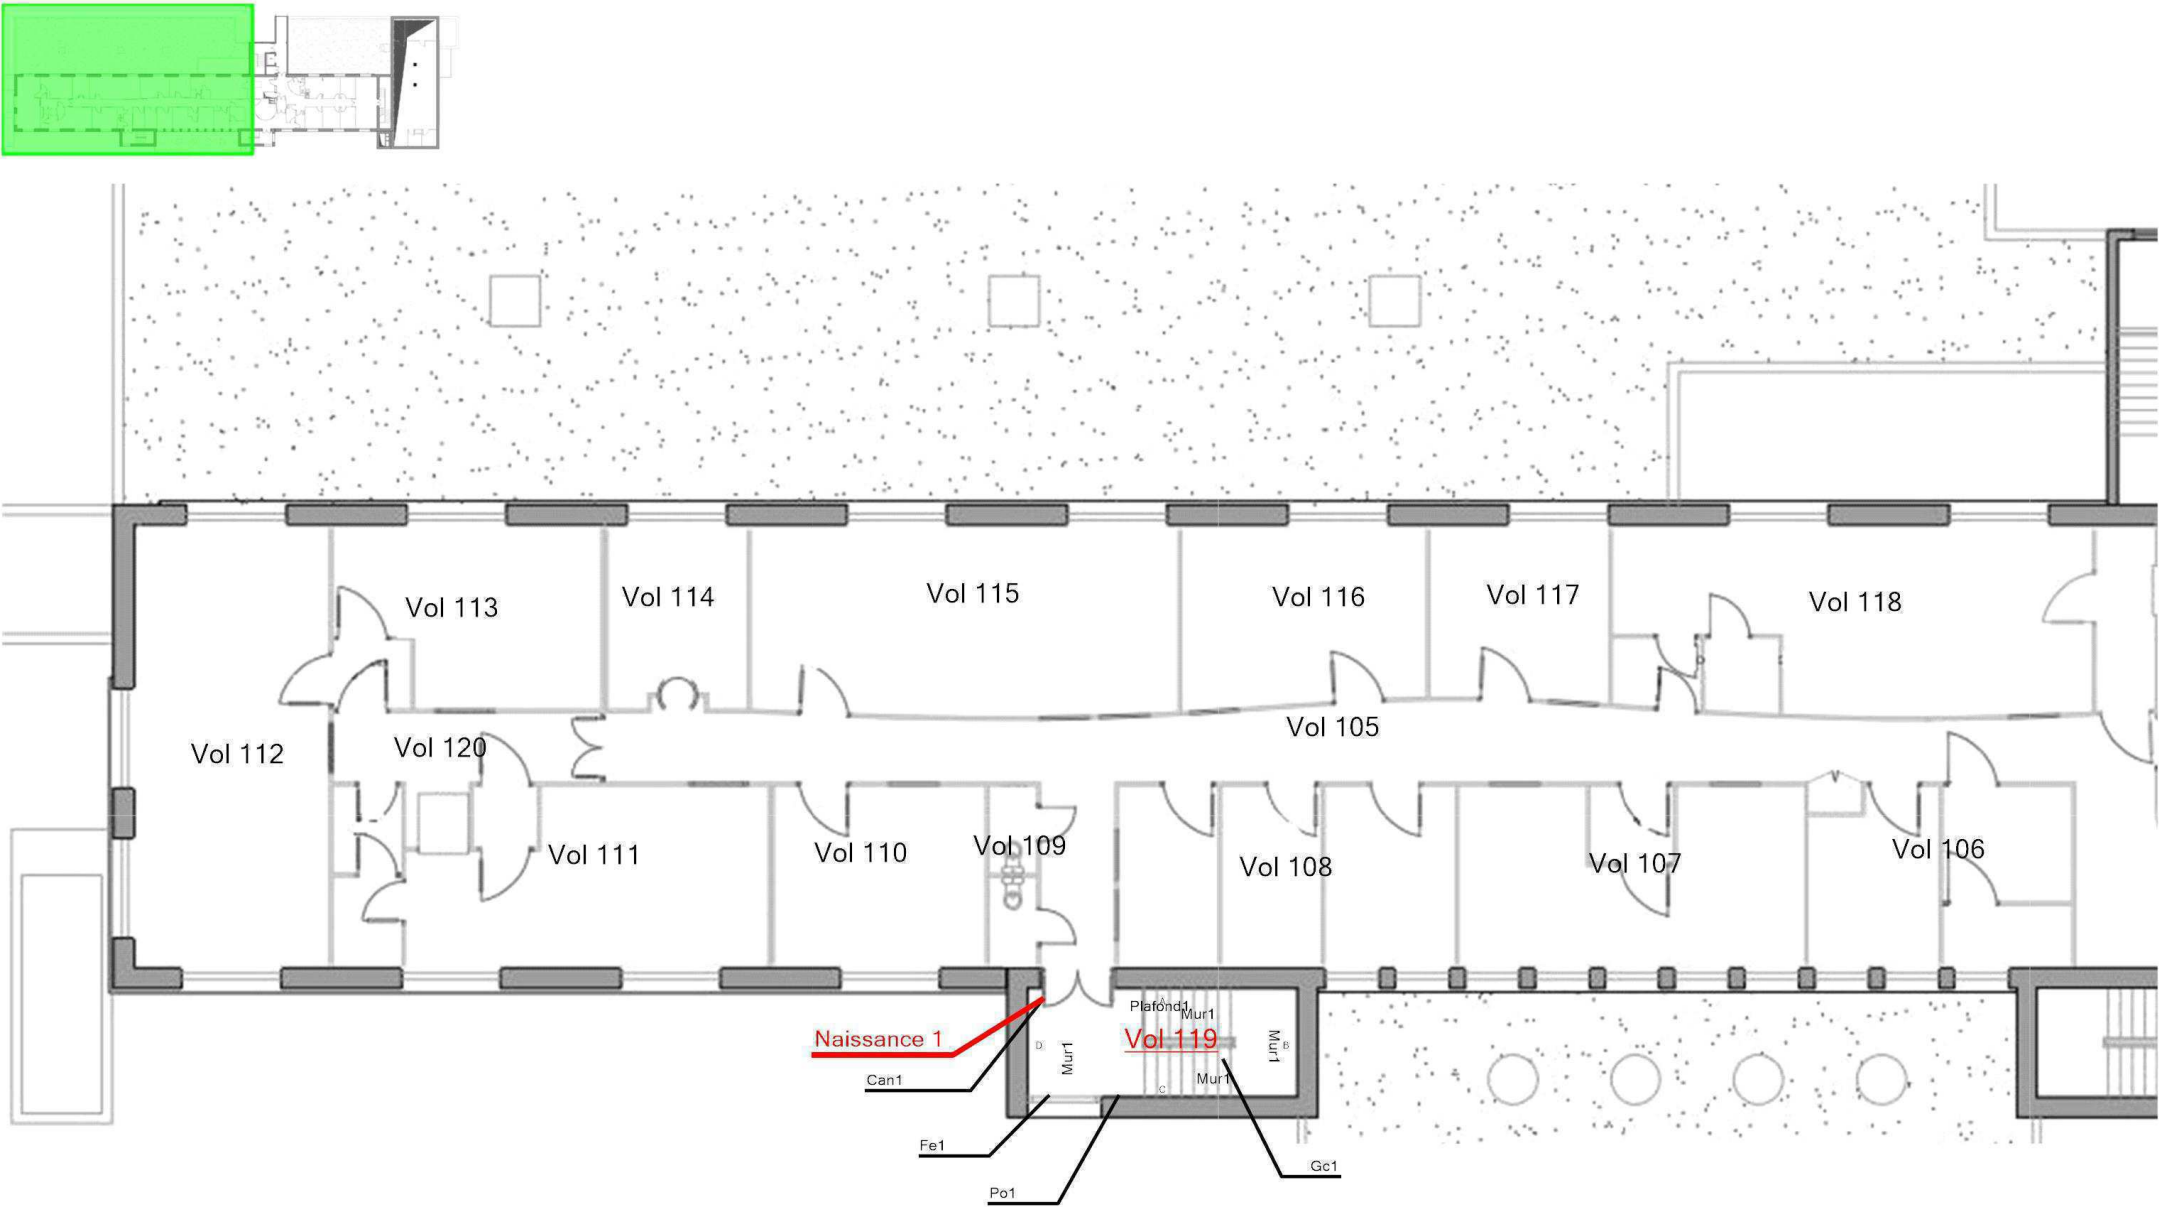 Vol 113
Vol 114
Vol 115
Vol 116
Vol 117
Vol 118
Vol 112
Vol 120
Vol 105
Vol 111
Vol 110
Vol 109
Vol 108
Vol 107
Vol 106
A
Plafond1
Mur1
Naissance 1
Vol 119
D
Mur1
Mur1
B
Can1
Mur1
C
Fe1
Gc1
Po1